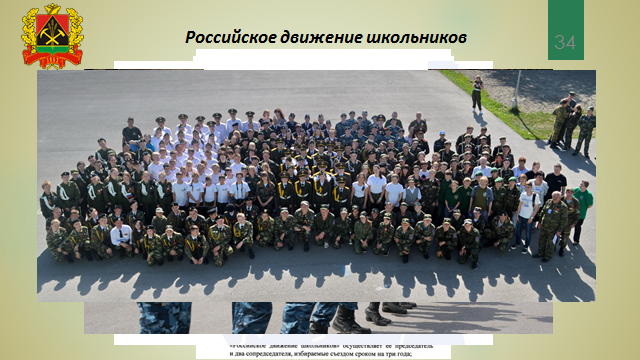 Российское движение школьников
34
«Российское движение школьников» осуществляет ее председатель
и два сопредседателя, избираемые съездом сроком на три года;